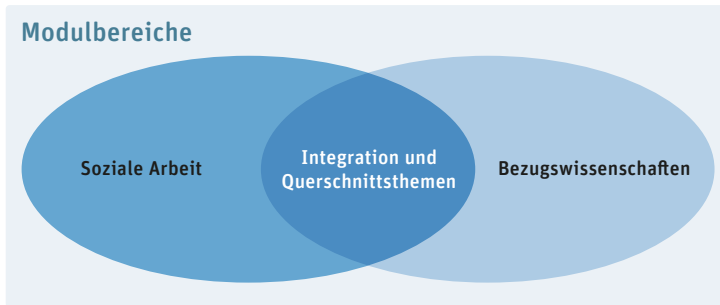 Modulbereiche
Soziale Arbeit
Integration und
Querschnittsthemen
Bezugswissenschaften